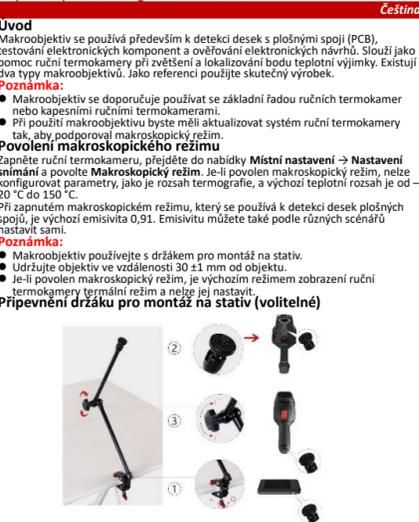 Čeština
Úvod
Makroobjektiv se používá především k detekci desek s plošnými spoji (PCB),
testování elektronických komponent a ověřování elektronických návrhů. Slouží jako
pomoc ruční termokamery při zvětšení a lokalizování bodu teplotní výjimky. Existují
dva typy makroobjektivů. Jako referenci použijte skutečný výrobek.
Poznámka:
● Makroobjektiv se doporučuje používat se základní řadou ručních termokamer
nebo kapesními ručními termokamerami.
● Při použití makroobjektivu byste měli aktualizovat systém ruční termokamery
tak, aby podporoval makroskopický režim.
Povolení makroskopického režimu
Zapněte ruční termokameru, přejděte do nabídky Místní nastavení → Nastavení
snímání a povolte Makroskopický režim. Je-li povolen makroskopický režim, nelze
konfigurovat parametry, jako je rozsah termografie, a výchozí teplotní rozsah je od –
20 °C do 150 °C.
Při zapnutém makroskopickém režimu, který se používá k detekci desek plošných
spojů, je výchozí emisivita 0,91. Emisivitu můžete také podle různých scénářů
nastavit sami.
Poznámka:
● Makroobjektiv používejte s držákem pro montáž na stativ.
● Udržujte objektiv ve vzdálenosti 30 ±1 mm od objektu.
● Je-li povolen makroskopický režim, je výchozím režimem zobrazení ruční
termokamery termální režim a nelze jej nastavit.
Připevnění držáku pro montáž na stativ (volitelné)
②
③
①